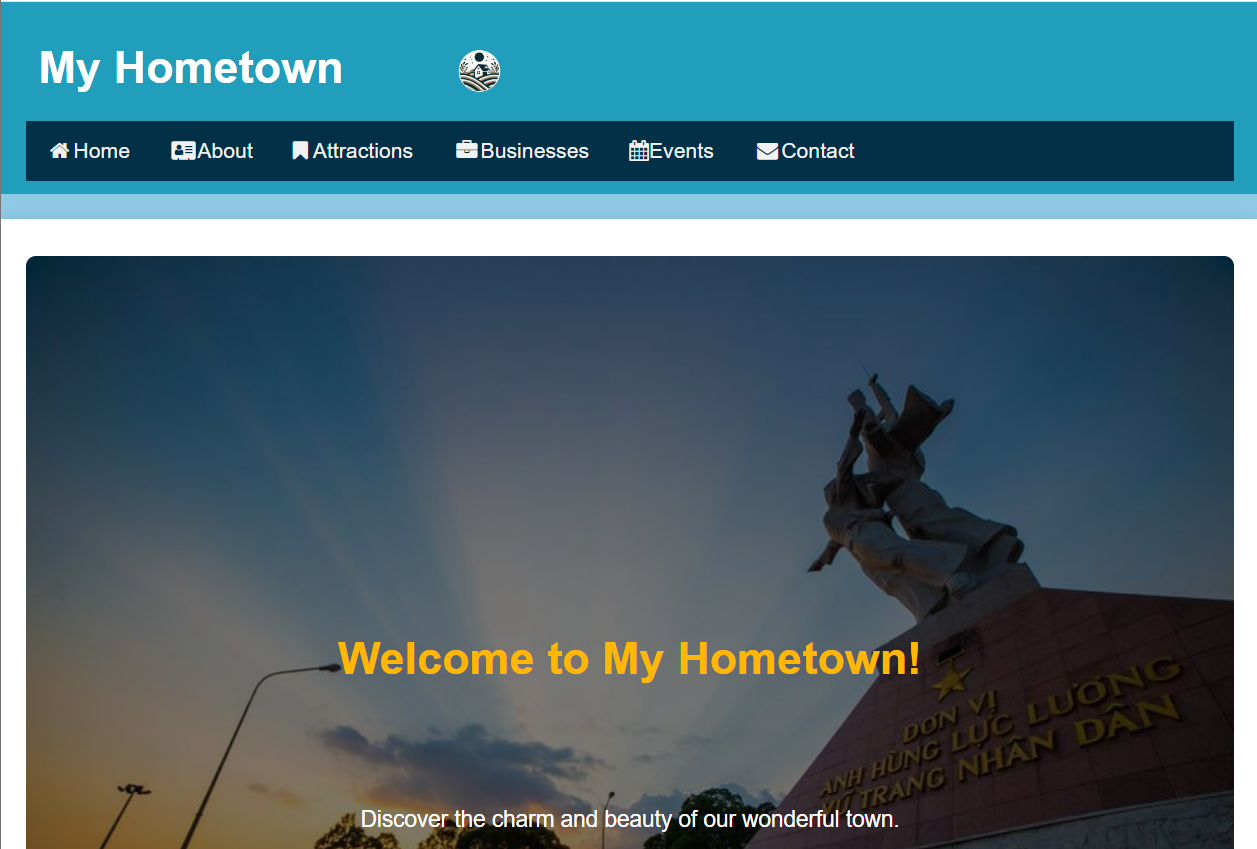 My Hometown
Home About Attractions Businesses Events Contact
Welcome to My Hometown!
ĐƠN VỊ
ANH HÙNG LỰC LƯỢNG
VŨ TRANG NHÂN DÂN
Discover the charm and beauty of our wonderful town.